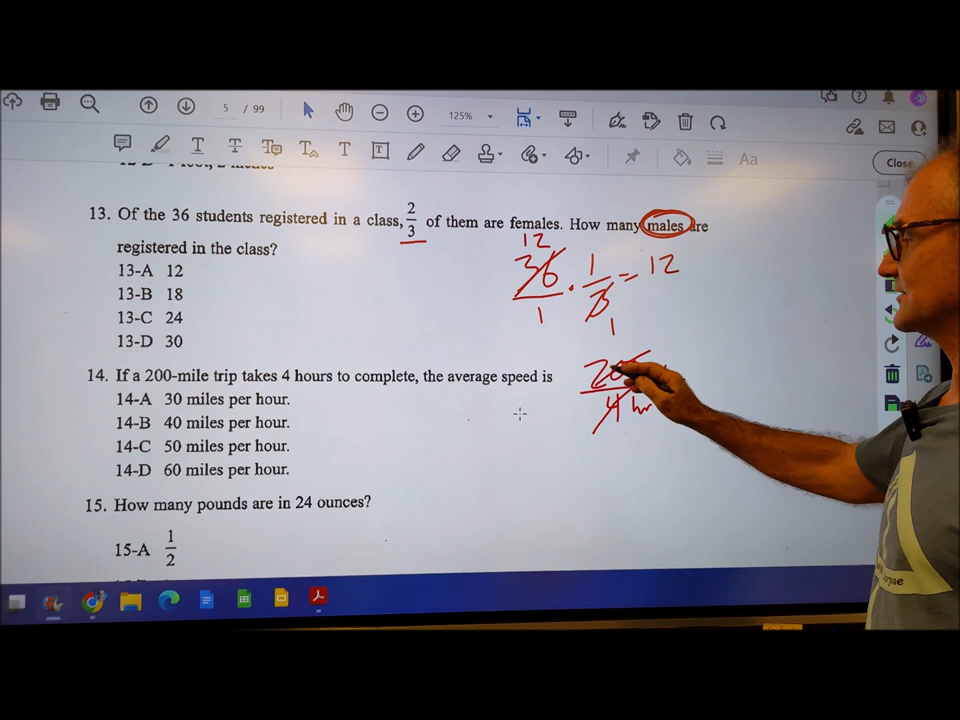 5 / 99
125%
Aa
Close
13. Of the 36 students registered in a class, 2/3 of them are females. How many males are
registered in the class?
13-A 12
13-B 18
13-C 24
13-D 30
12
36/1 · 1/3 = 12
1
14. If a 200-mile trip takes 4 hours to complete, the average speed is
14-A 30 miles per hour.
14-B 40 miles per hour.
14-C 50 miles per hour.
14-D 60 miles per hour.
4 hr
15. How many pounds are in 24 ounces?
15-A 1/2